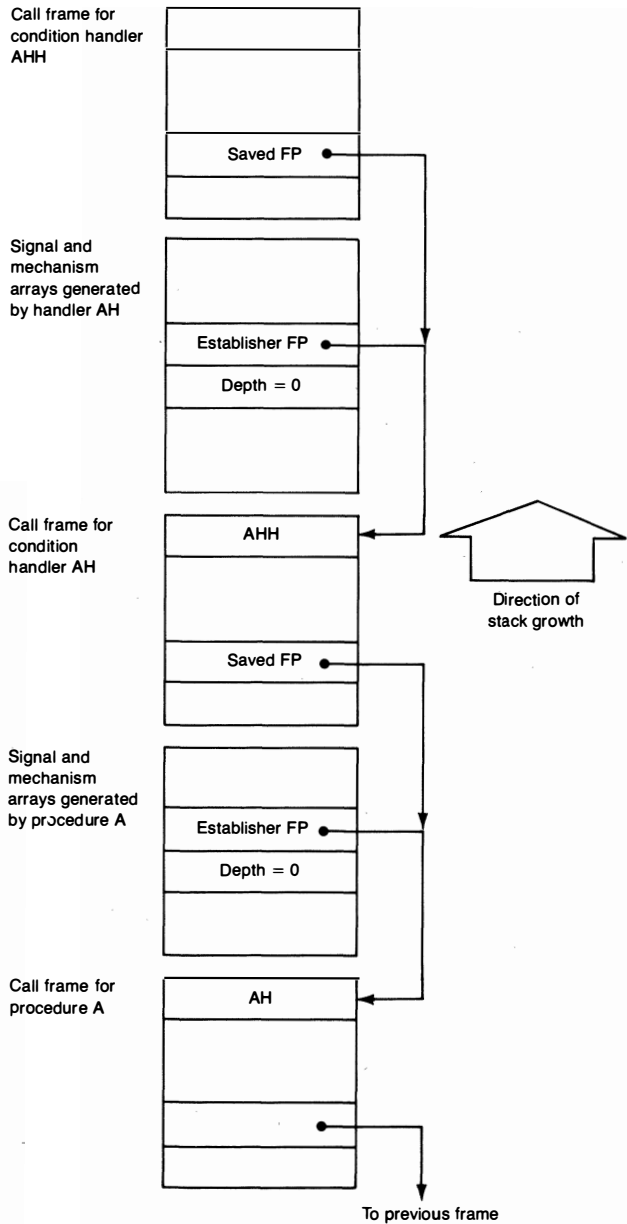 Call frame for
condition handler
AHH
Saved FP
Signal and
mechanism
arrays generated
by handler AH
Establisher FP
Depth = 0
Call frame for
condition
handler AH
AHH
Direction of
stack growth
Saved FP
Signal and
mechanism
arrays generated
by procedure A
Establisher FP
Depth = 0
Call frame for
procedure A
AH
To previous frame